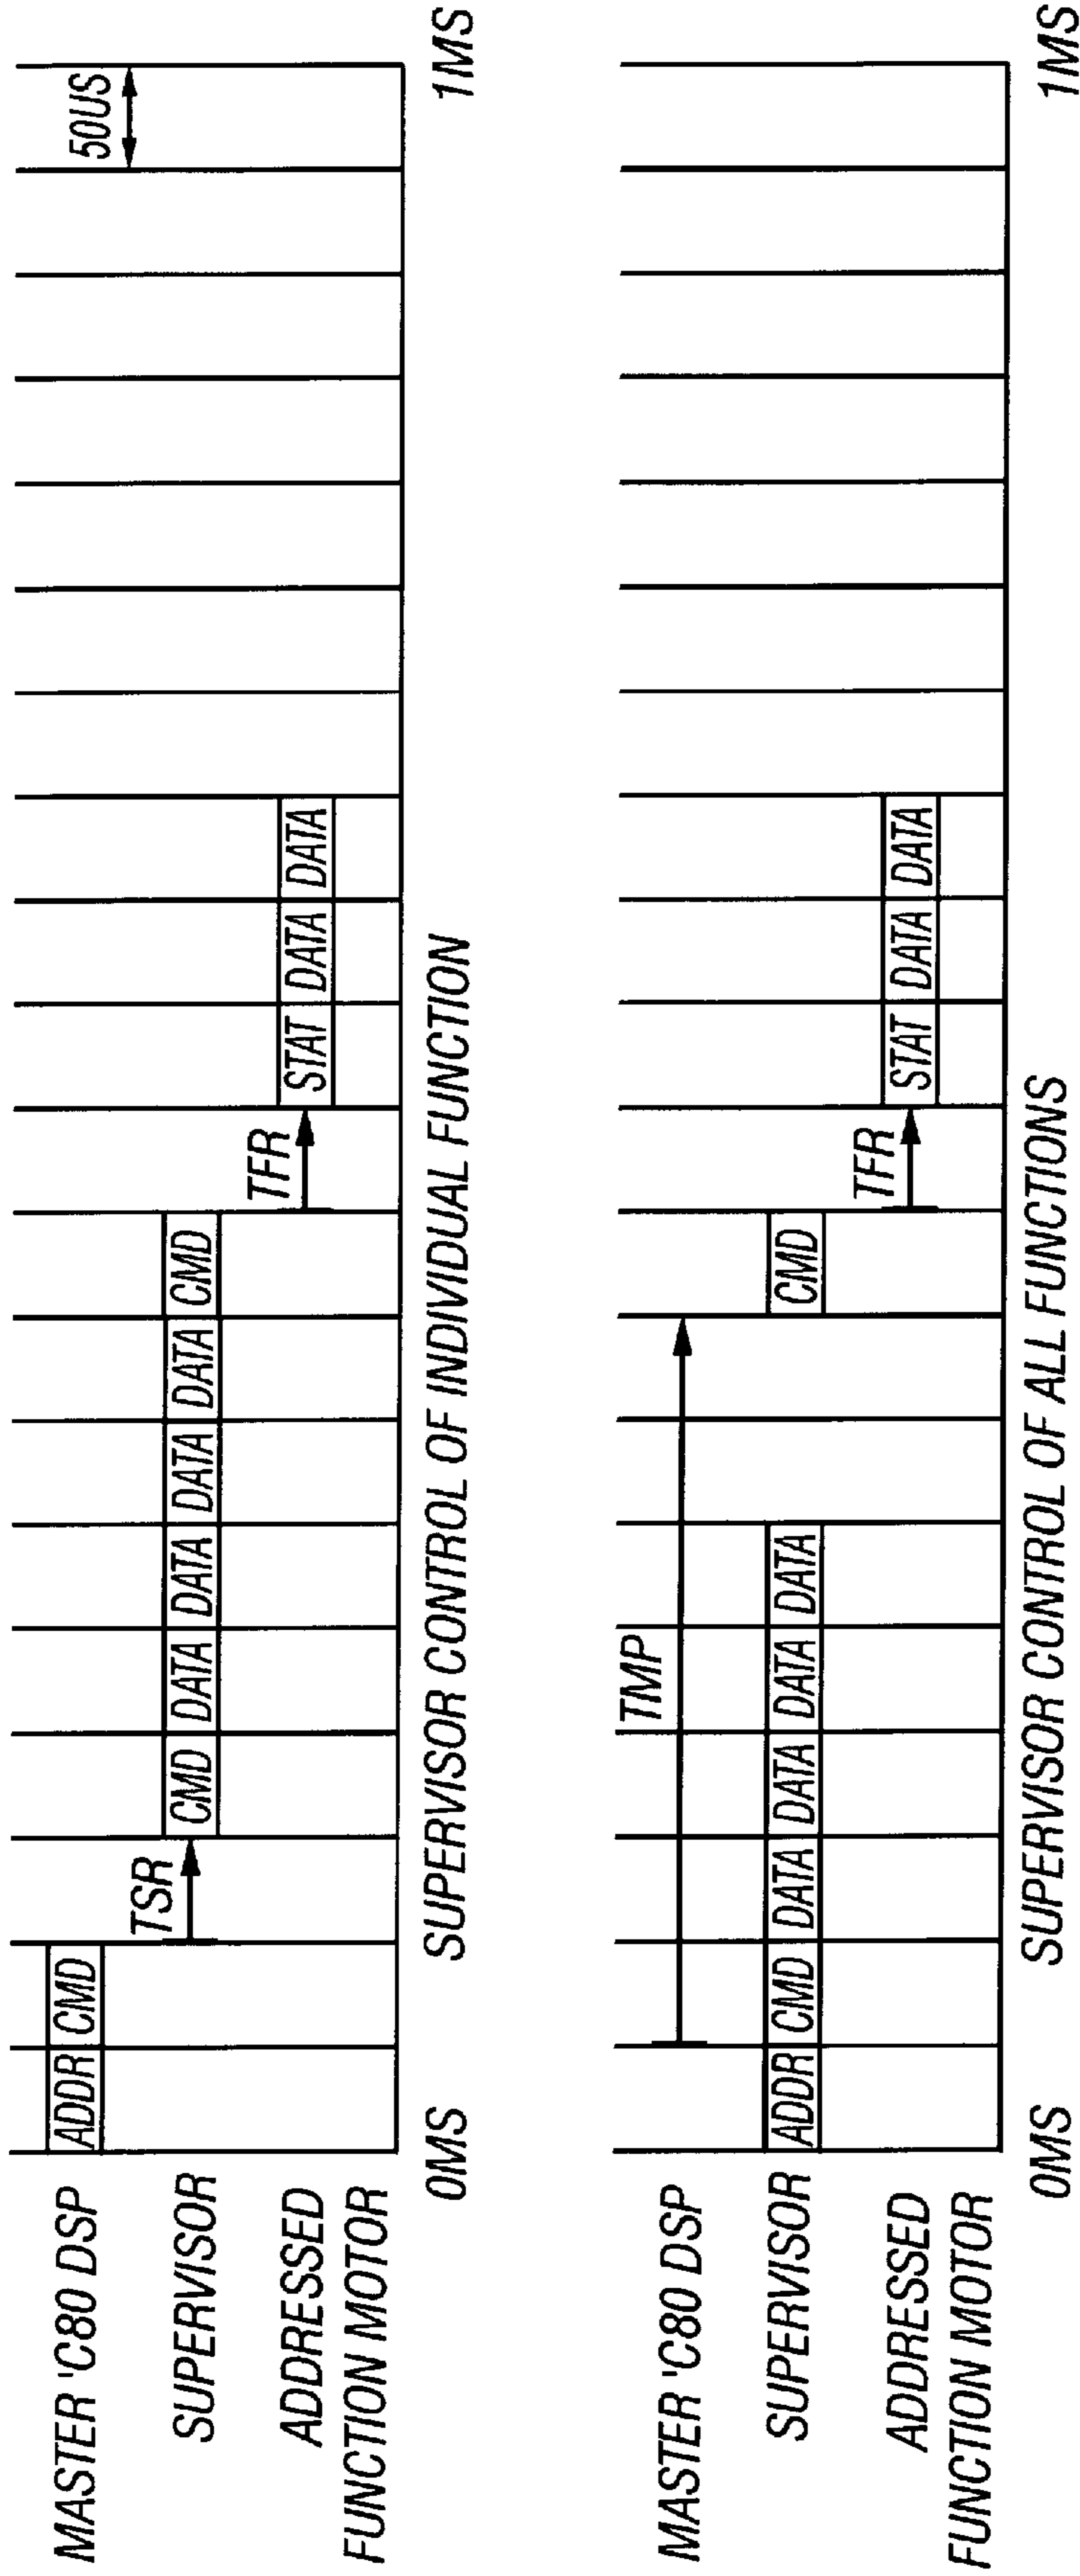 50US
MASTER 'C80 DSP
ADDR CMD
TSR
SUPERVISOR
CMD DATA DATA DATA DATA CMD
TFR
ADDRESSED
FUNCTION MOTOR
STAT DATA DATA
0MS
1MS
SUPERVISOR CONTROL OF INDIVIDUAL FUNCTION
MASTER 'C80 DSP
TMP
SUPERVISOR
ADDR CMD DATA DATA DATA DATA
CMD
TFR
ADDRESSED
FUNCTION MOTOR
STAT DATA DATA
0MS
1MS
SUPERVISOR CONTROL OF ALL FUNCTIONS